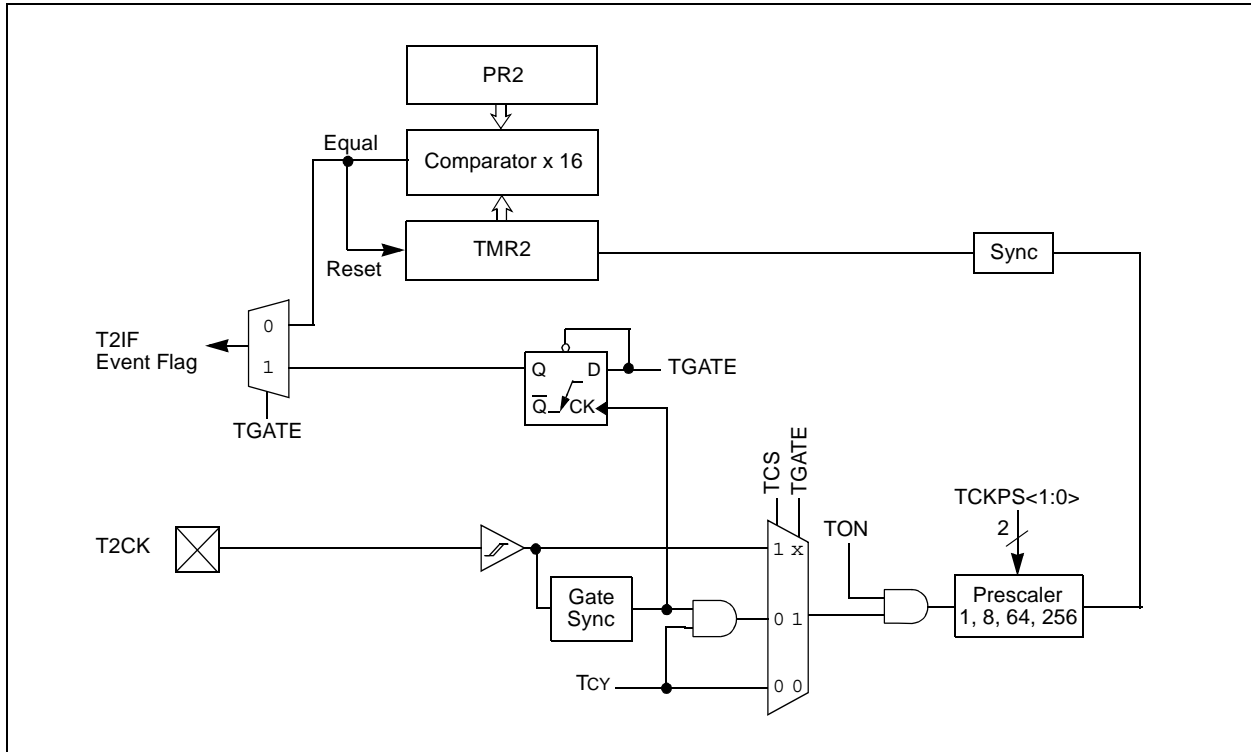 PR2
Equal
Comparator x 16
TMR2
Reset
Sync
T2IF
Event Flag
0
1
TGATE
Q D
Q CK
TGATE
TCS
TGATE
TCKPS<1:0>
2
TON
T2CK
1 x
Gate
Sync
0 1
Prescaler
1, 8, 64, 256
TCY
0 0